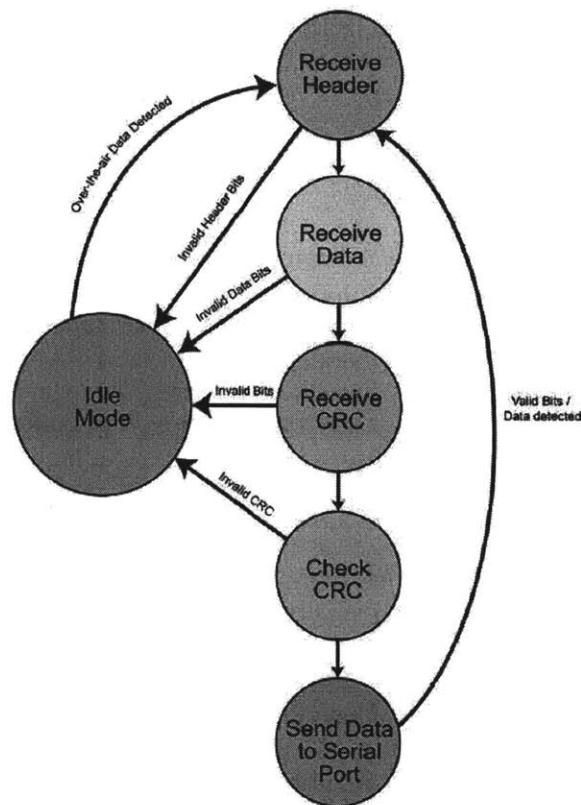 Receive
Header
Over-the-air Data Detected
Invalid Header Bits
Receive
Data
Invalid Data Bits
Idle
Mode
Invalid Bits
Receive
CRC
Valid Bits /
Data detected
Invalid CRC
Check
CRC
Send Data
to Serial
Port